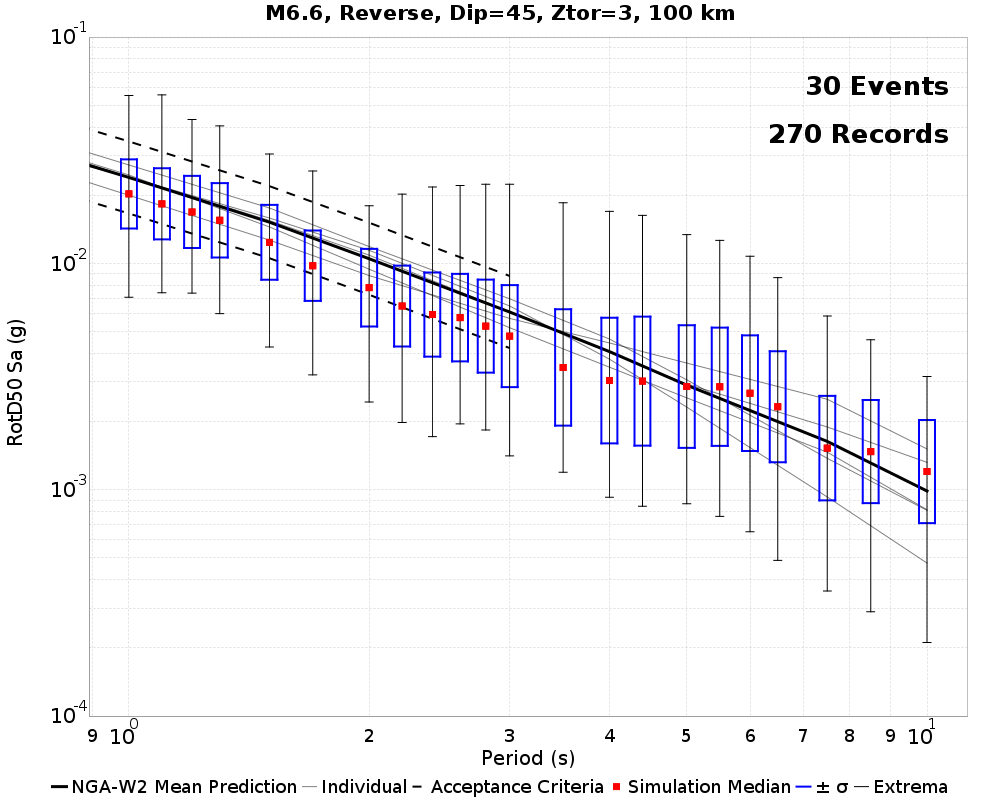 M6.6, Reverse, Dip=45, Ztor=3, 100 km
10^-1
30 Events
270 Records
10^-2
RotD50 Sa (g)
10^-3
10^-4
9 10^0 2 3 4 5 6 7 8 9 10^1
Period (s)
NGA-W2 Mean Prediction Individual Acceptance Criteria Simulation Median ± σ Extrema